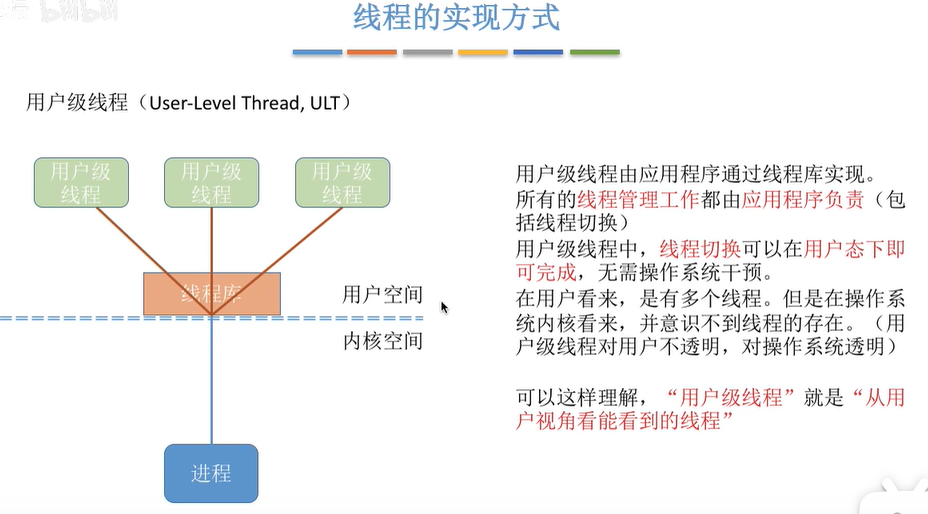 bilibili
线程的实现方式
用户级线程（User-Level Thread, ULT）
用户级
线程
用户级
线程
用户级
线程
线程库
用户空间
内核空间
进程
用户级线程由应用程序通过线程库实现。
所有的线程管理工作都由应用程序负责（包
括线程切换）
用户级线程中，线程切换可以在用户态下即
可完成，无需操作系统干预。
在用户看来，是有多个线程。但是在操作系
统内核看来，并意识不到线程的存在。（用
户级线程对用户不透明，对操作系统透明）
可以这样理解，“用户级线程”就是“从用
户视角看能看到的线程”